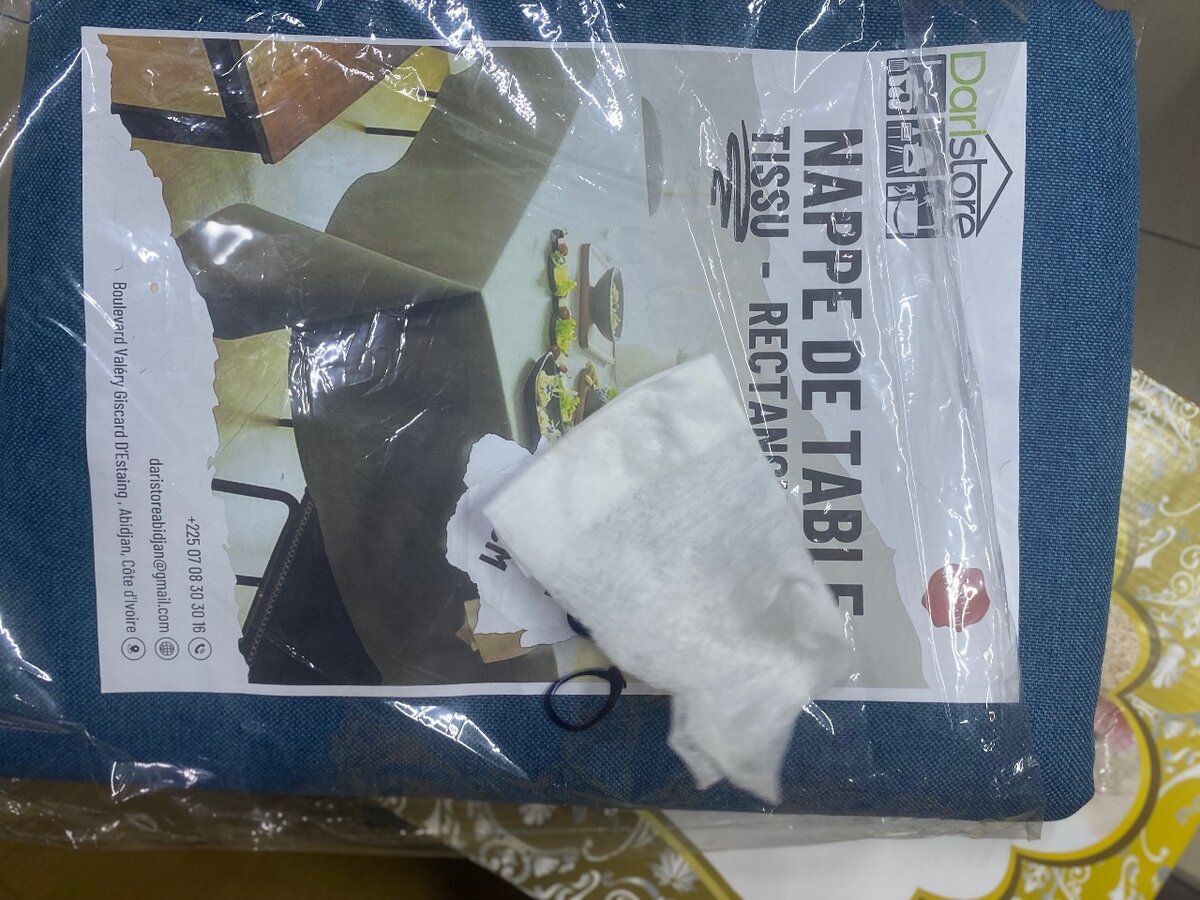 Daristore
NAPPE DE TABLE
TISSU - RECTANG
CM
+225 07 08 30 30 16
daristoreabidjan@gmail.com
Boulevard Valéry Giscard D'Estaing , Abidjan, Côte d'Ivoire